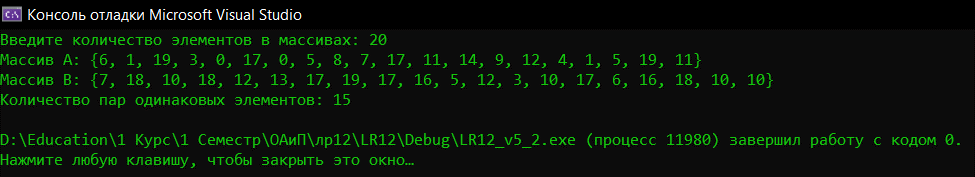 Консоль отладки Microsoft Visual Studio
Введите количество элементов в массивах: 20
Массив A: {6, 1, 19, 3, 0, 17, 0, 5, 8, 7, 17, 11, 14, 9, 12, 4, 1, 5, 19, 11}
Массив B: {7, 18, 10, 18, 12, 13, 17, 19, 17, 16, 5, 12, 3, 10, 17, 6, 16, 18, 10, 10}
Количество пар одинаковых элементов: 15
D:\Education\1 Курс\1 Семестр\ОАиП\лр12\LR12\Debug\LR12_v5_2.exe (процесс 11980) завершил работу с кодом 0.
Нажмите любую клавишу, чтобы закрыть это окно…